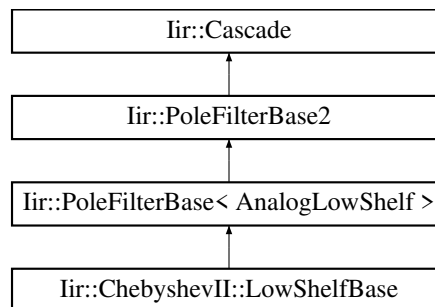 Iir::Cascade
Iir::PoleFilterBase2
Iir::PoleFilterBase< AnalogLowShelf >
Iir::ChebyshevII::LowShelfBase